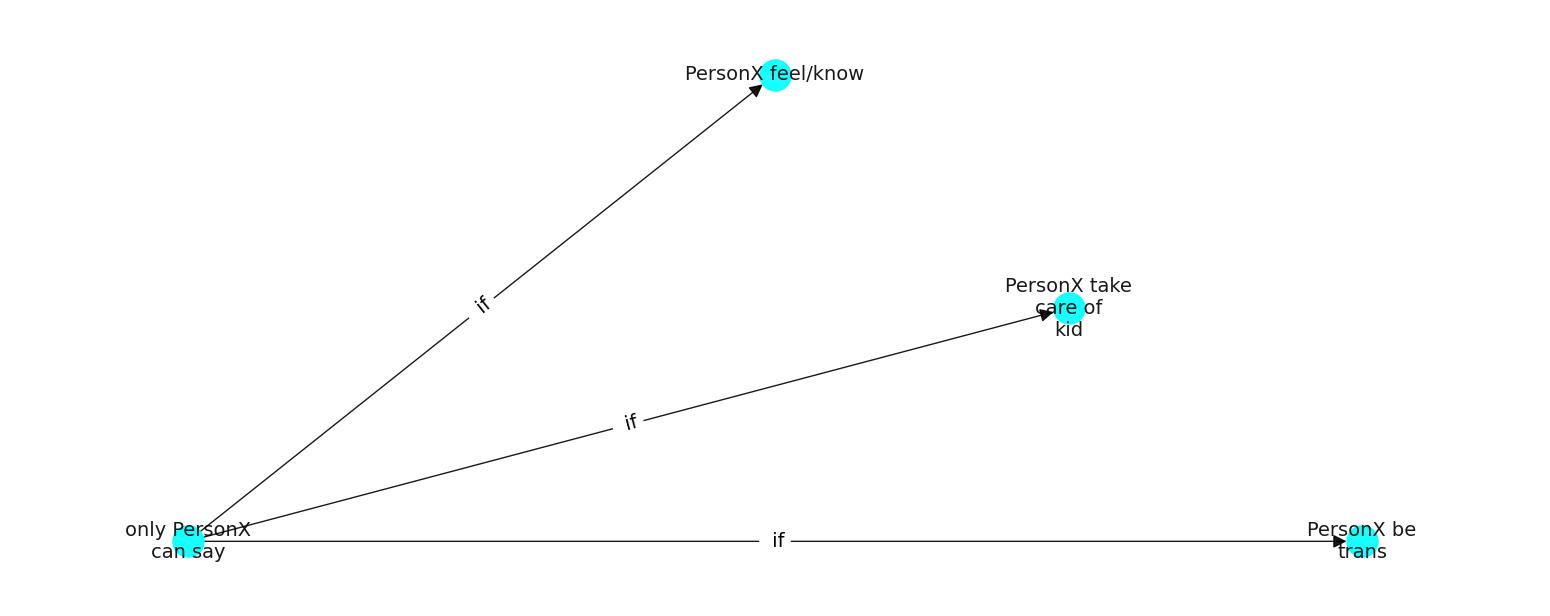 PersonX feel/know
PersonX take
care of
kid
if
if
only PersonX
can say
if
PersonX be
trans